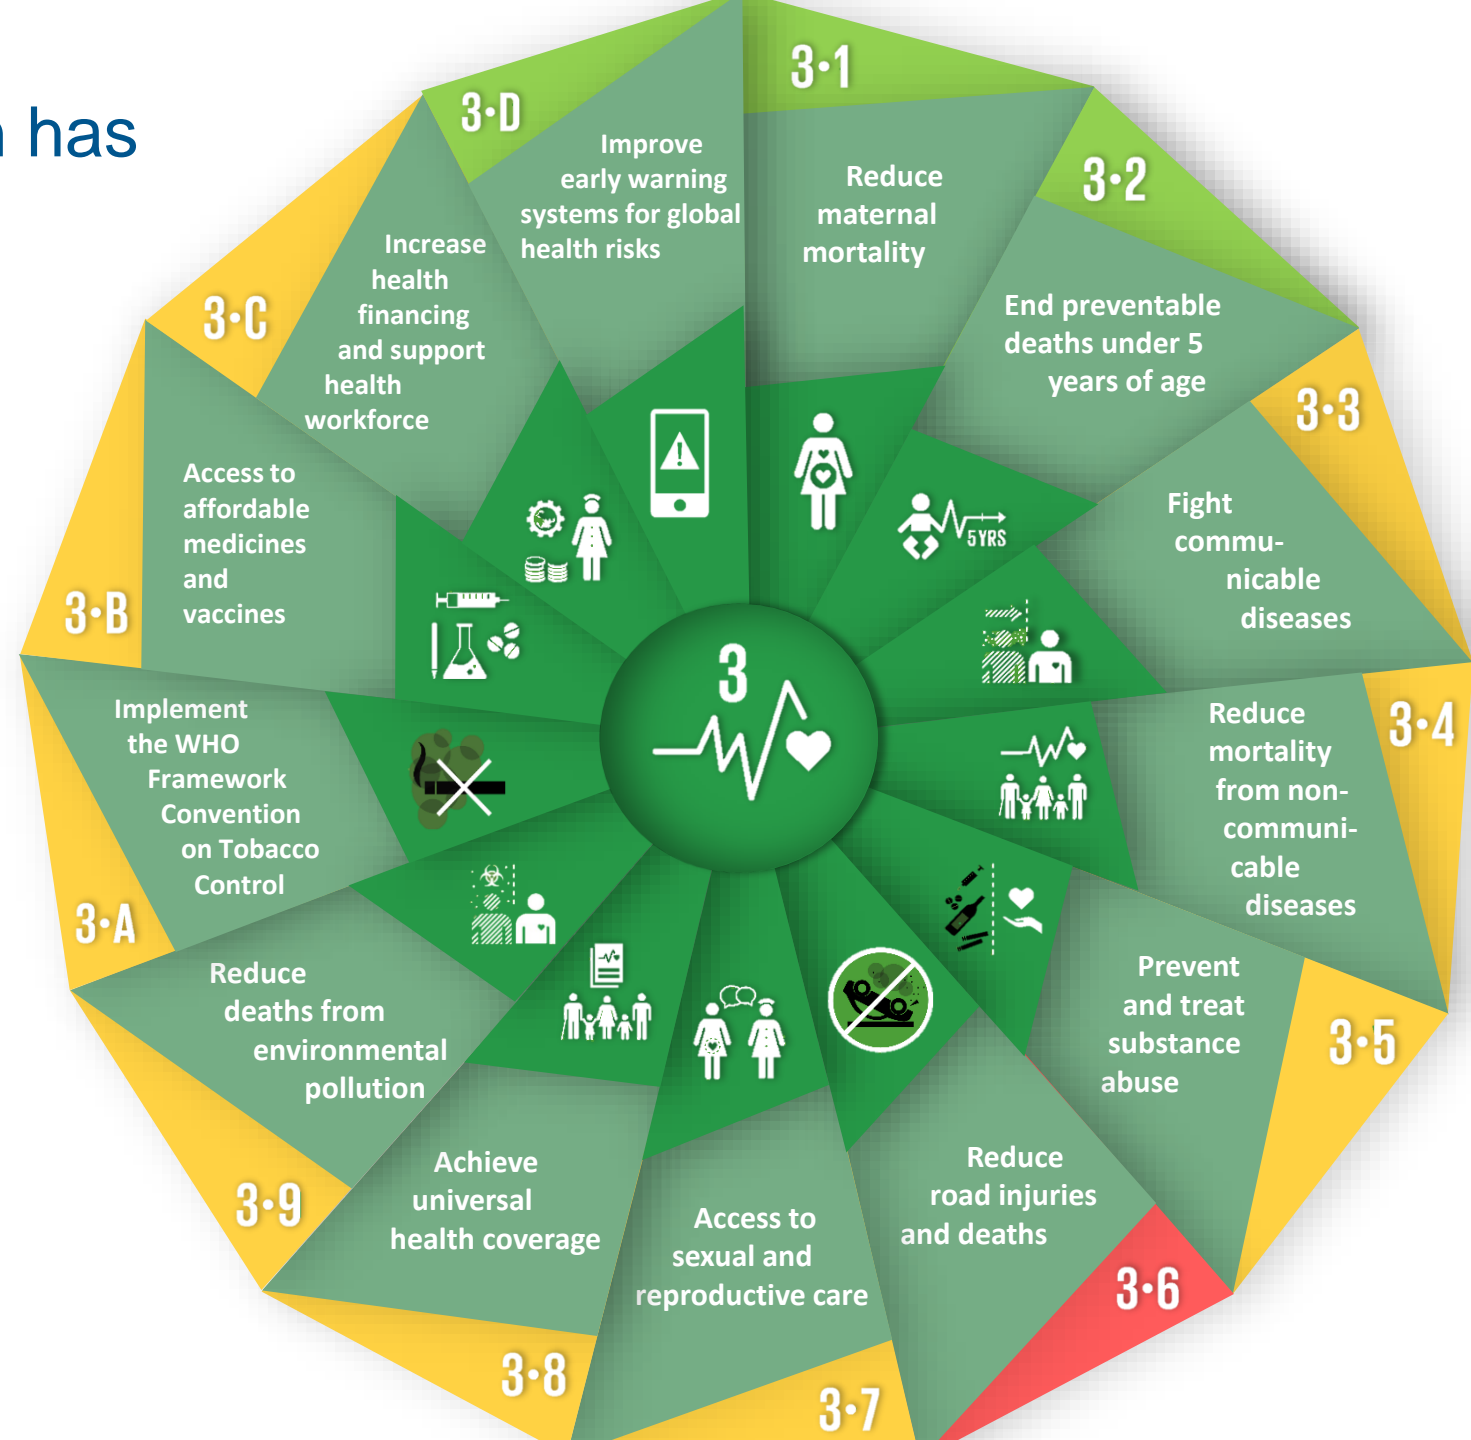 has
3·1
Reduce
maternal
mortality
3·2
End preventable
deaths under 5
years of age
5 YRS
3·3
Fight
commu-
nicable
diseases
3·4
Reduce
mortality
from non-
communi-
cable
diseases
3·5
Prevent
and treat
substance
abuse
3·6
Reduce
road injuries
and deaths
3·7
Access to
sexual and
reproductive care
3·8
Achieve
universal
health coverage
3·9
Reduce
deaths from
environmental
pollution
3·A
Implement
the WHO
Framework
Convention
on Tobacco
Control
3·B
Access to
affordable
medicines
and
vaccines
3·C
Increase
health
financing
and support
health
workforce
3·D
Improve
early warning
systems for global
health risks
3